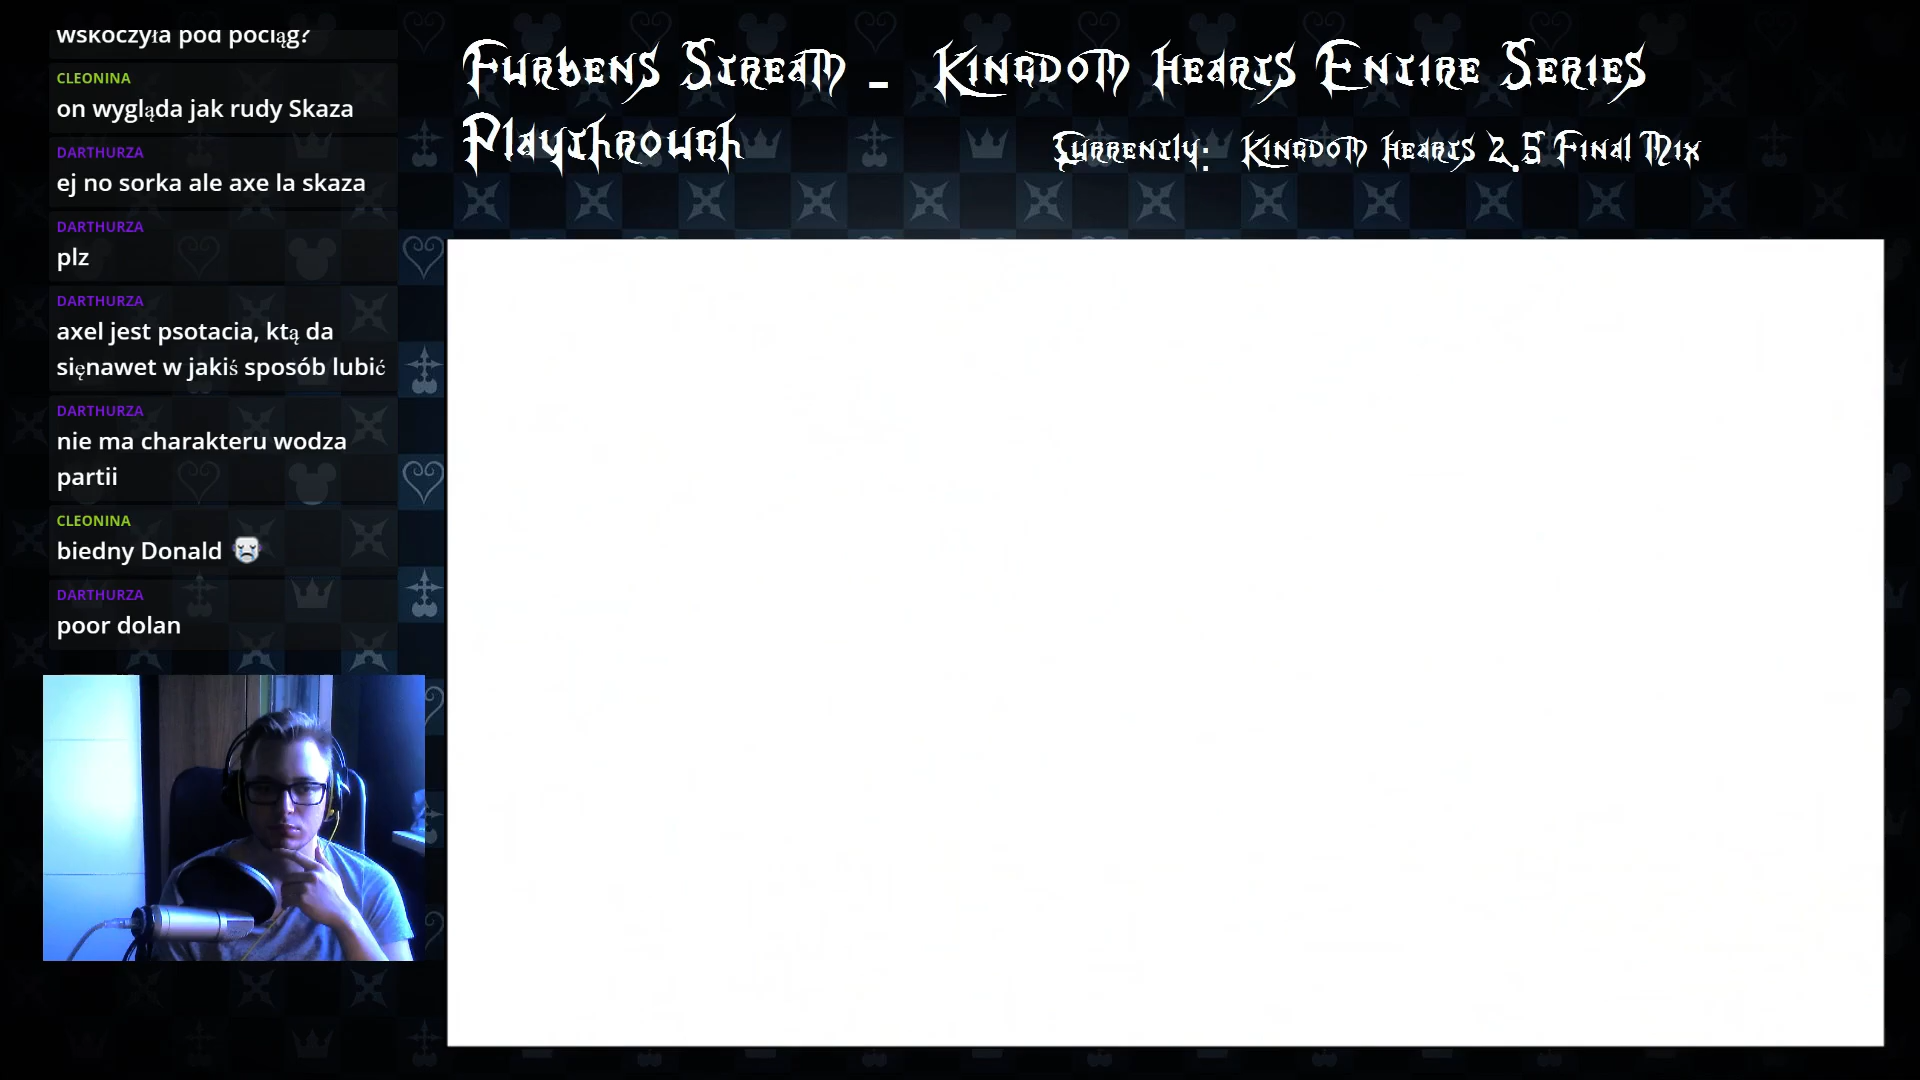 wskoczyła pod pociąg?
CLEONINA
on wygląda jak rudy Skaza
DARTHURZA
ej no sorka ale axe la skaza
DARTHURZA
plz
DARTHURZA
axel jest psotacia, ktą da
sięnawet w jakiś sposób lubić
DARTHURZA
nie ma charakteru wodza
partii
CLEONINA
biedny Donald
DARTHURZA
poor dolan
Furbens Stream - Kingdom Hearts Entire Series
Playthrough
Currently: Kingdom Hearts 2.5 Final Mix